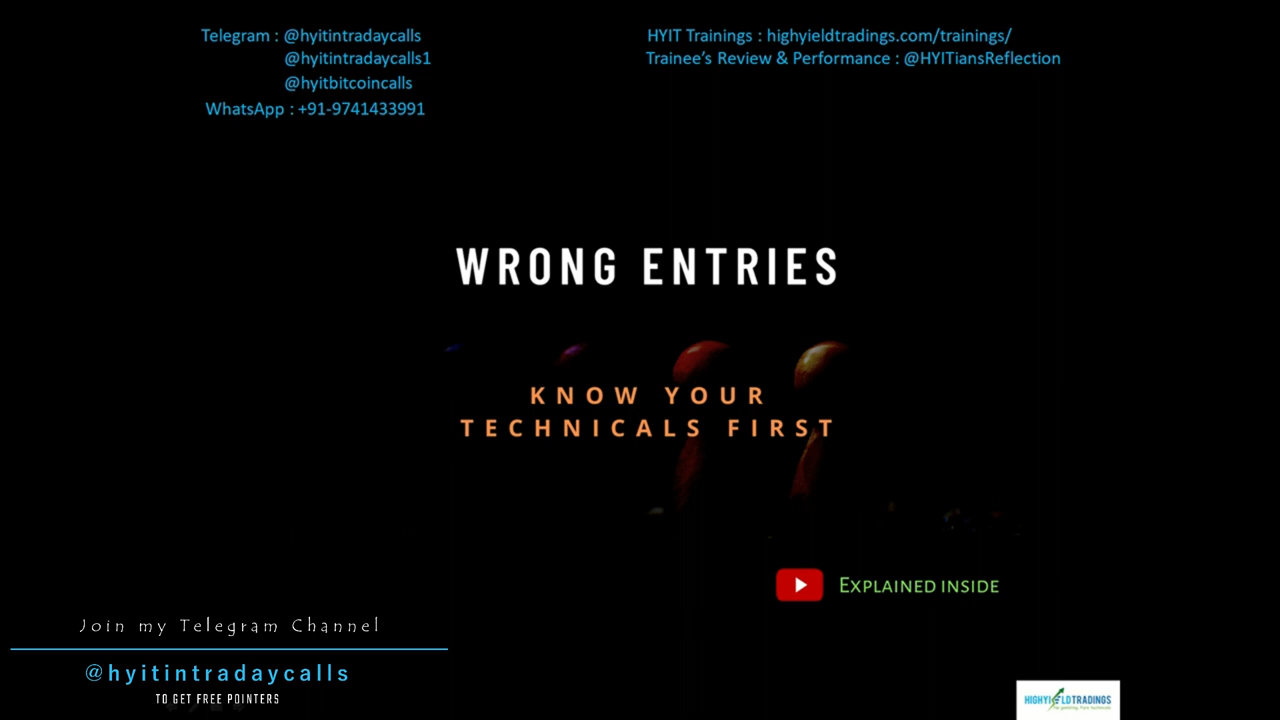 Telegram : @hyitintradaycalls
@hyitintradaycalls1
@hyitbitcoincalls
WhatsApp : +91-9741433991
HYIT Trainings : highyieldtradings.com/trainings/
Trainee's Review & Performance : @HYITiansReflection
WRONG ENTRIES
KNOW YOUR
TECHNICALS FIRST
EXPLAINED INSIDE
Join my Telegram Channel
@hyitintradaycalls
TO GET FREE POINTERS
HIGHYIELDTRADINGS